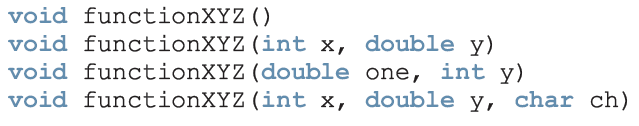 void functionXYZ()
void functionXYZ(int x, double y)
void functionXYZ(double one, int y)
void functionXYZ(int x, double y, char ch)